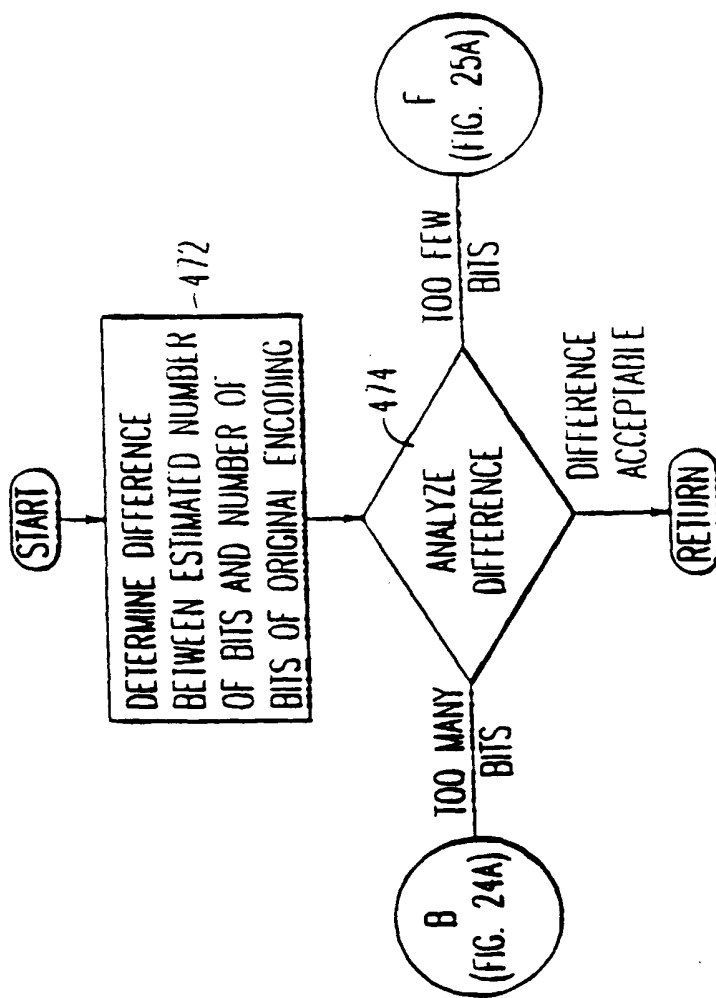 START
DETERMINE DIFFERENCE
BETWEEN ESTIMATED NUMBER
OF BITS AND NUMBER OF
BITS OF ORIGINAL ENCODING
472
ANALYZE
DIFFERENCE
474
TOO MANY
BITS
B
(FIG. 24A)
TOO FEW
BITS
F
(FIG. 25A)
DIFFERENCE
ACCEPTABLE
RETURN